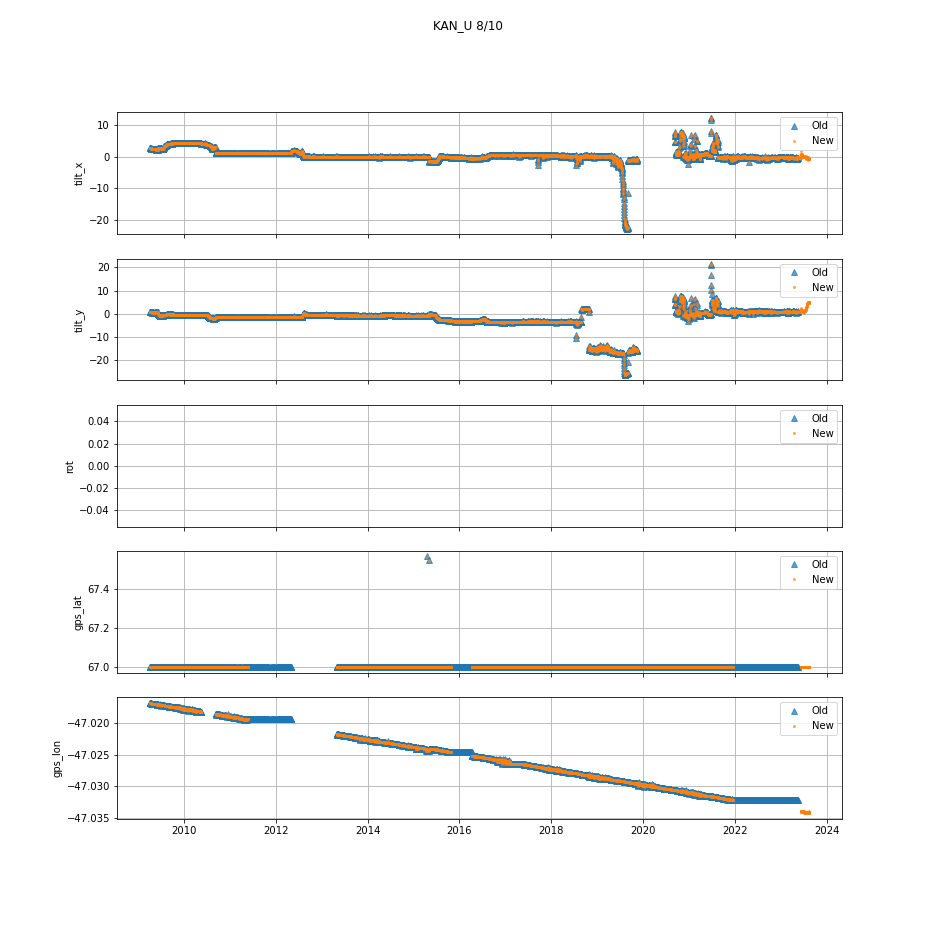 KAN_U 8/10
10
0
−10
−20
tilt_x
Old
New
20
10
0
−10
−20
tilt_y
Old
New
0.04
0.02
0.00
−0.02
−0.04
rot
Old
New
67.4
67.2
67.0
gps_lat
Old
New
−47.020
−47.025
−47.030
−47.035
gps_lon
Old
New
2010 2012 2014 2016 2018 2020 2022 2024